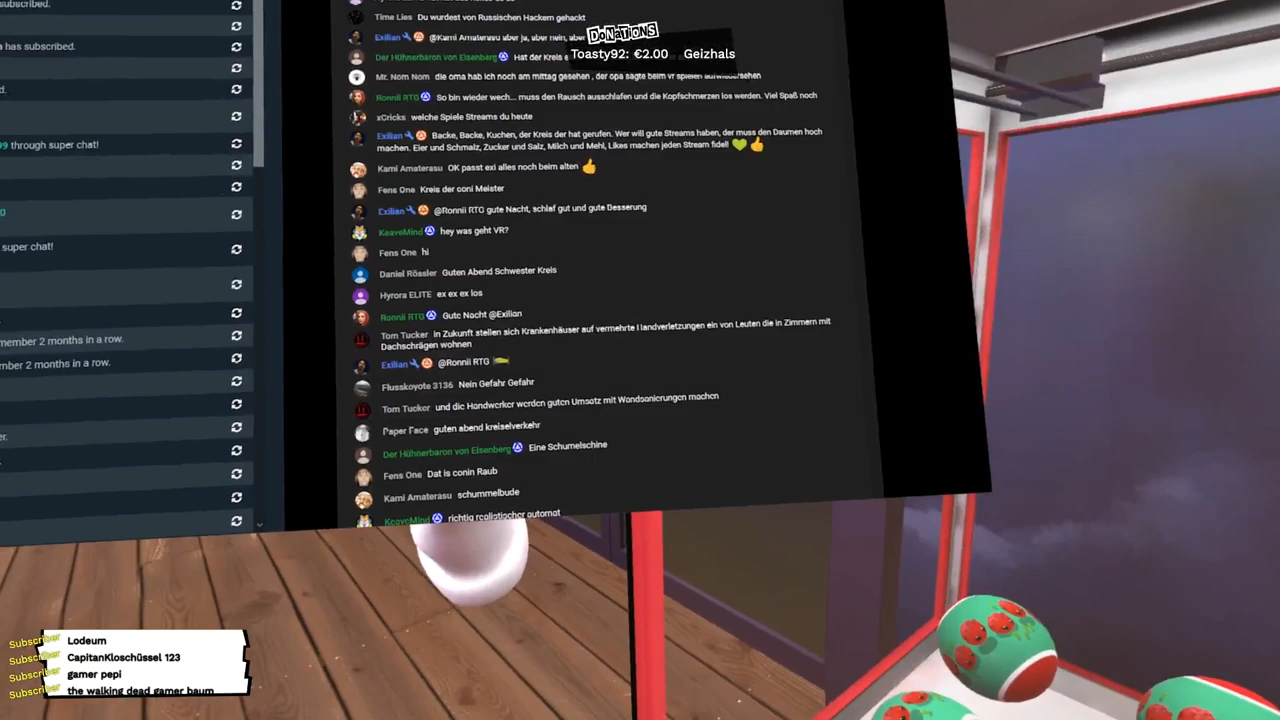 subscribed.
has subscribed.
d.
99 through super chat!
super chat!
member 2 months in a row.
mber 2 months in a row.
er.
Time Lies Du wurdest von Russischen Hackern gehackt
Exilian @Kami Amaterasu aber ja, aber nein, aber
DONATIONS
Toasty92: €2.00 Geizhals
Der Hühnerbaron von Eisenberg Hat der Kreis e
Mr. Nom Nom die oma hab ich noch am mittag gesehen , der opa sagte beim vr spielen aufwiedersehen
Ronnii RTG So bin wieder wech... muss den Rausch ausschlafen und die Kopfschmerzen los werden. Viel Spaß noch
xCricks welche Spiele Streams du heute
Exilian Backe, Backe, Kuchen, der Kreis der hat gerufen. Wer will gute Streams haben, der muss den Daumen hoch
machen. Eier und Schmalz, Zucker und Salz, Milch und Mehl, Likes machen jeden Stream fidel! 💚👍
Kami Amaterasu OK passt exi alles noch beim alten 👍
Fens One Kreis der coni Meister
Exilian @Ronnii RTG gute Nacht, schlaf gut und gute Besserung
KeaveMind hey was geht VR?
Fens One hi
Daniel Rössler Guten Abend Schwester Kreis
Hyrora ELITE ex ex ex los
Ronnii RTG Gute Nacht @Exilian
Tom Tucker in Zukunft stellen sich Krankenhäuser auf vermehrte Handverletzungen ein von Leuten die in Zimmern mit
Dachschrägen wohnen
Exilian @Ronnii RTG
Flusskoyote 3136 Nein Gefahr Gefahr
Tom Tucker und die Handwerker werden guten Umsatz mit Wandsanierungen machen
Paper Face guten abend kreiselverkehr
Der Hühnerbaron von Eisenberg Eine Schumelschine
Fens One Dat is conin Raub
Kami Amaterasu schummelbude
KeaveMind richtig realistischer automat
Subscriber Lodeum
Subscriber CapitanKloschüssel 123
Subscriber gamer pepi
Subscriber the walking dead gamer baum